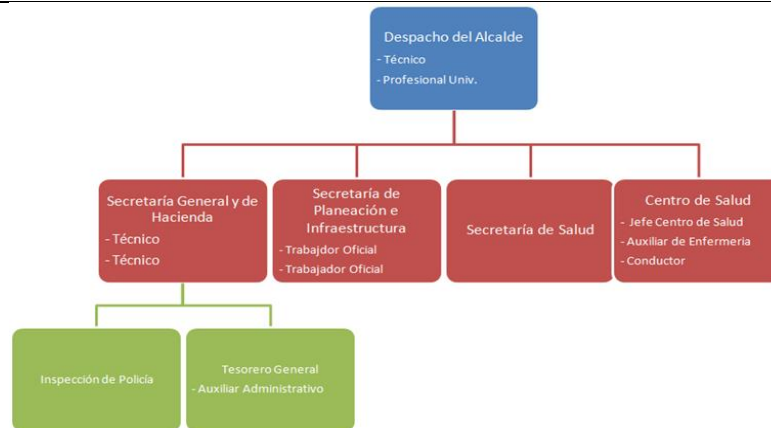 Despacho del Alcalde
- Técnico
- Profesional Univ.
Secretaría General y de
Hacienda
- Técnico
- Técnico
Secretaría de
Planeación e
Infraestructura
- Trabajdor Oficial
- Trabajador Oficial
Secretaría de Salud
Centro de Salud
- Jefe Centro de Salud
- Auxiliar de Enfermeria
- Conductor
Inspección de Policía
Tesorero General
- Auxiliar Administrativo